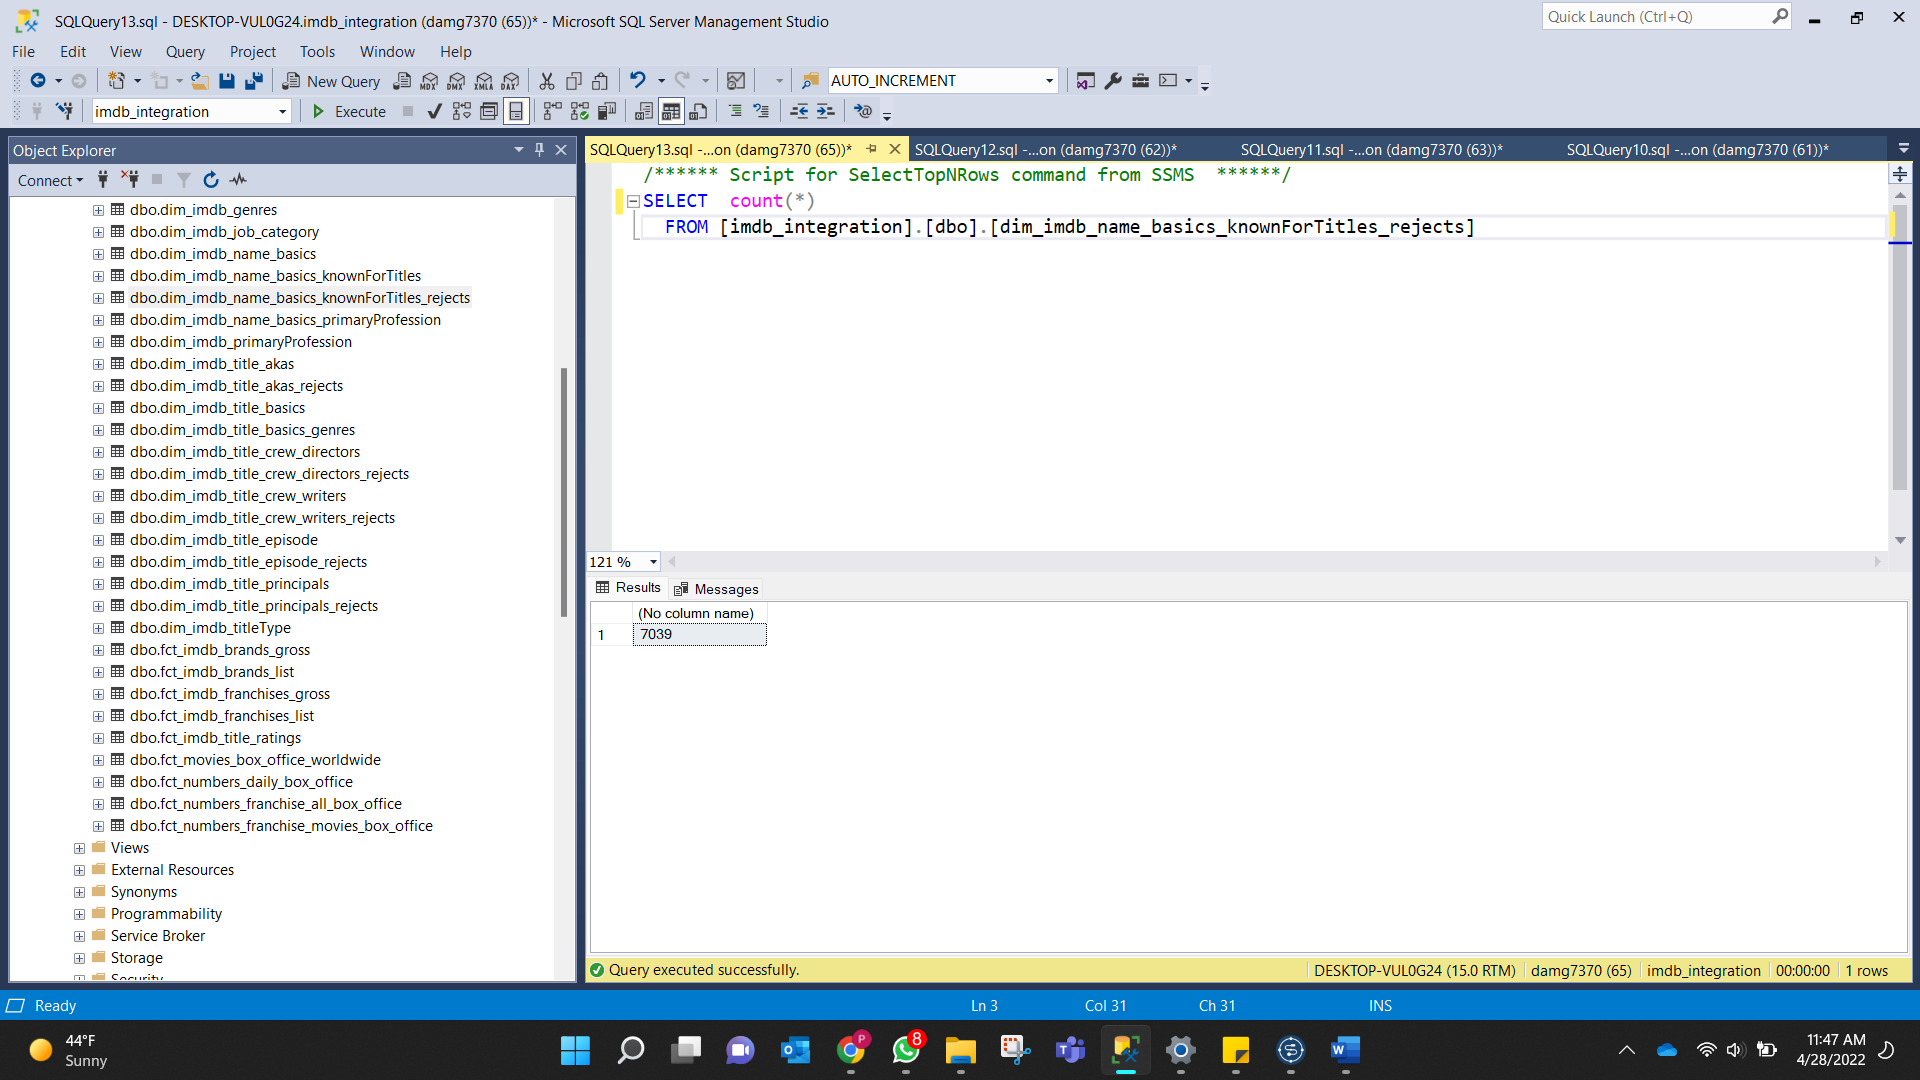 SQLQuery13.sql - DESKTOP-VUL0G24.imdb_integration (damg7370 (65))* - Microsoft SQL Server Management Studio
Quick Launch (Ctrl+Q)
File Edit View Query Project Tools Window Help
New Query MDX DMX XMLA DAX AUTO_INCREMENT
imdb_integration Execute
Object Explorer
SQLQuery13.sql -...on (damg7370 (65))* SQLQuery12.sql -...on (damg7370 (62))* SQLQuery11.sql -...on (damg7370 (63))* SQLQuery10.sql -...on (damg7370 (61))*
Connect
dbo.dim_imdb_genres
dbo.dim_imdb_job_category
dbo.dim_imdb_name_basics
dbo.dim_imdb_name_basics_knownForTitles
dbo.dim_imdb_name_basics_knownForTitles_rejects
dbo.dim_imdb_name_basics_primaryProfession
dbo.dim_imdb_primaryProfession
dbo.dim_imdb_title_akas
dbo.dim_imdb_title_akas_rejects
dbo.dim_imdb_title_basics
dbo.dim_imdb_title_basics_genres
dbo.dim_imdb_title_crew_directors
dbo.dim_imdb_title_crew_directors_rejects
dbo.dim_imdb_title_crew_writers
dbo.dim_imdb_title_crew_writers_rejects
dbo.dim_imdb_title_episode
dbo.dim_imdb_title_episode_rejects
dbo.dim_imdb_title_principals
dbo.dim_imdb_title_principals_rejects
dbo.dim_imdb_titleType
dbo.fct_imdb_brands_gross
dbo.fct_imdb_brands_list
dbo.fct_imdb_franchises_gross
dbo.fct_imdb_franchises_list
dbo.fct_imdb_title_ratings
dbo.fct_movies_box_office_worldwide
dbo.fct_numbers_daily_box_office
dbo.fct_numbers_franchise_all_box_office
dbo.fct_numbers_franchise_movies_box_office
Views
External Resources
Synonyms
Programmability
Service Broker
Storage
Security
/****** Script for SelectTopNRows command from SSMS  ******/
SELECT  count(*)
FROM [imdb_integration].[dbo].[dim_imdb_name_basics_knownForTitles_rejects]
121 %
Results Messages
(No column name)
1 7039
Query executed successfully. DESKTOP-VUL0G24 (15.0 RTM) damg7370 (65) imdb_integration 00:00:00 1 rows
Ready Ln 3 Col 31 Ch 31 INS
44°F
Sunny
P
8
11:47 AM
4/28/2022